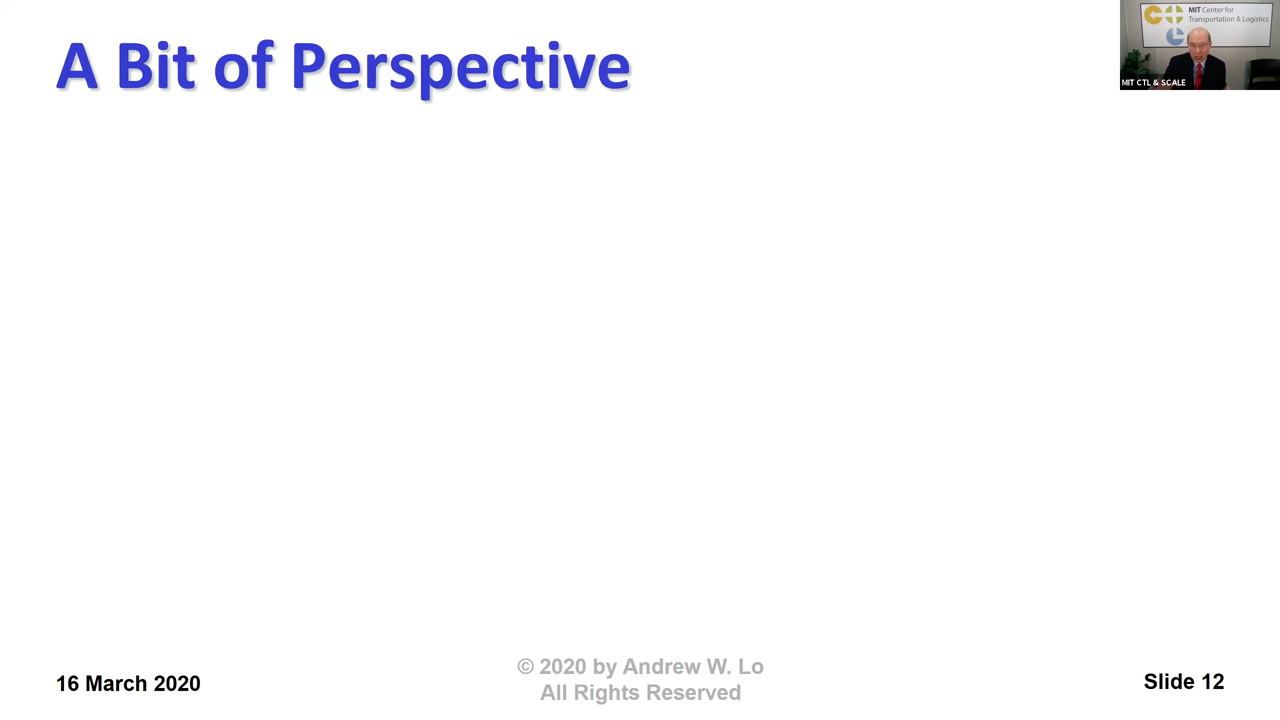 A Bit of Perspective
MIT Center for
Transportation & Logistics
MIT CTL & SCALE
© 2020 by Andrew W. Lo
All Rights Reserved
16 March 2020
Slide 12